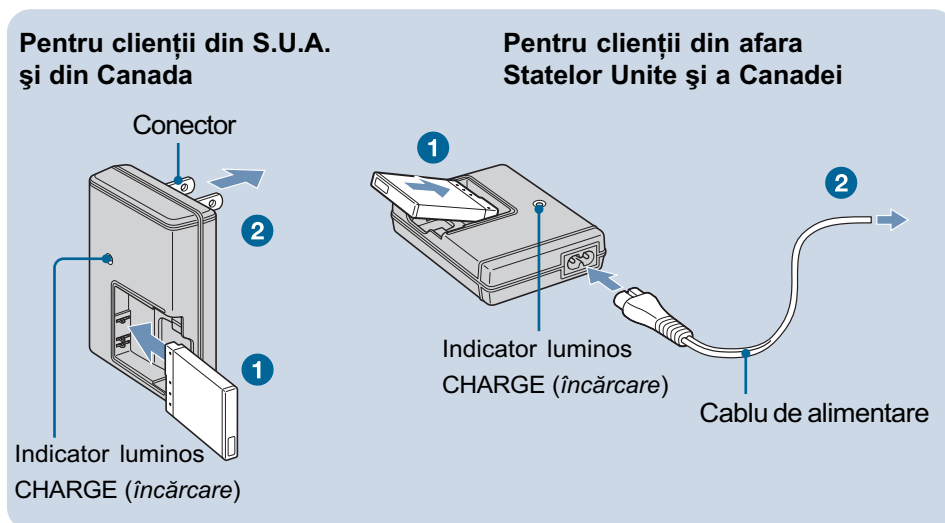 Pentru clienţii din S.U.A.
şi din Canada
Conector
2
1
Indicator luminos
CHARGE (încărcare)
Pentru clienţii din afara
Statelor Unite şi a Canadei
1
2
Indicator luminos
CHARGE (încărcare)
Cablu de alimentare